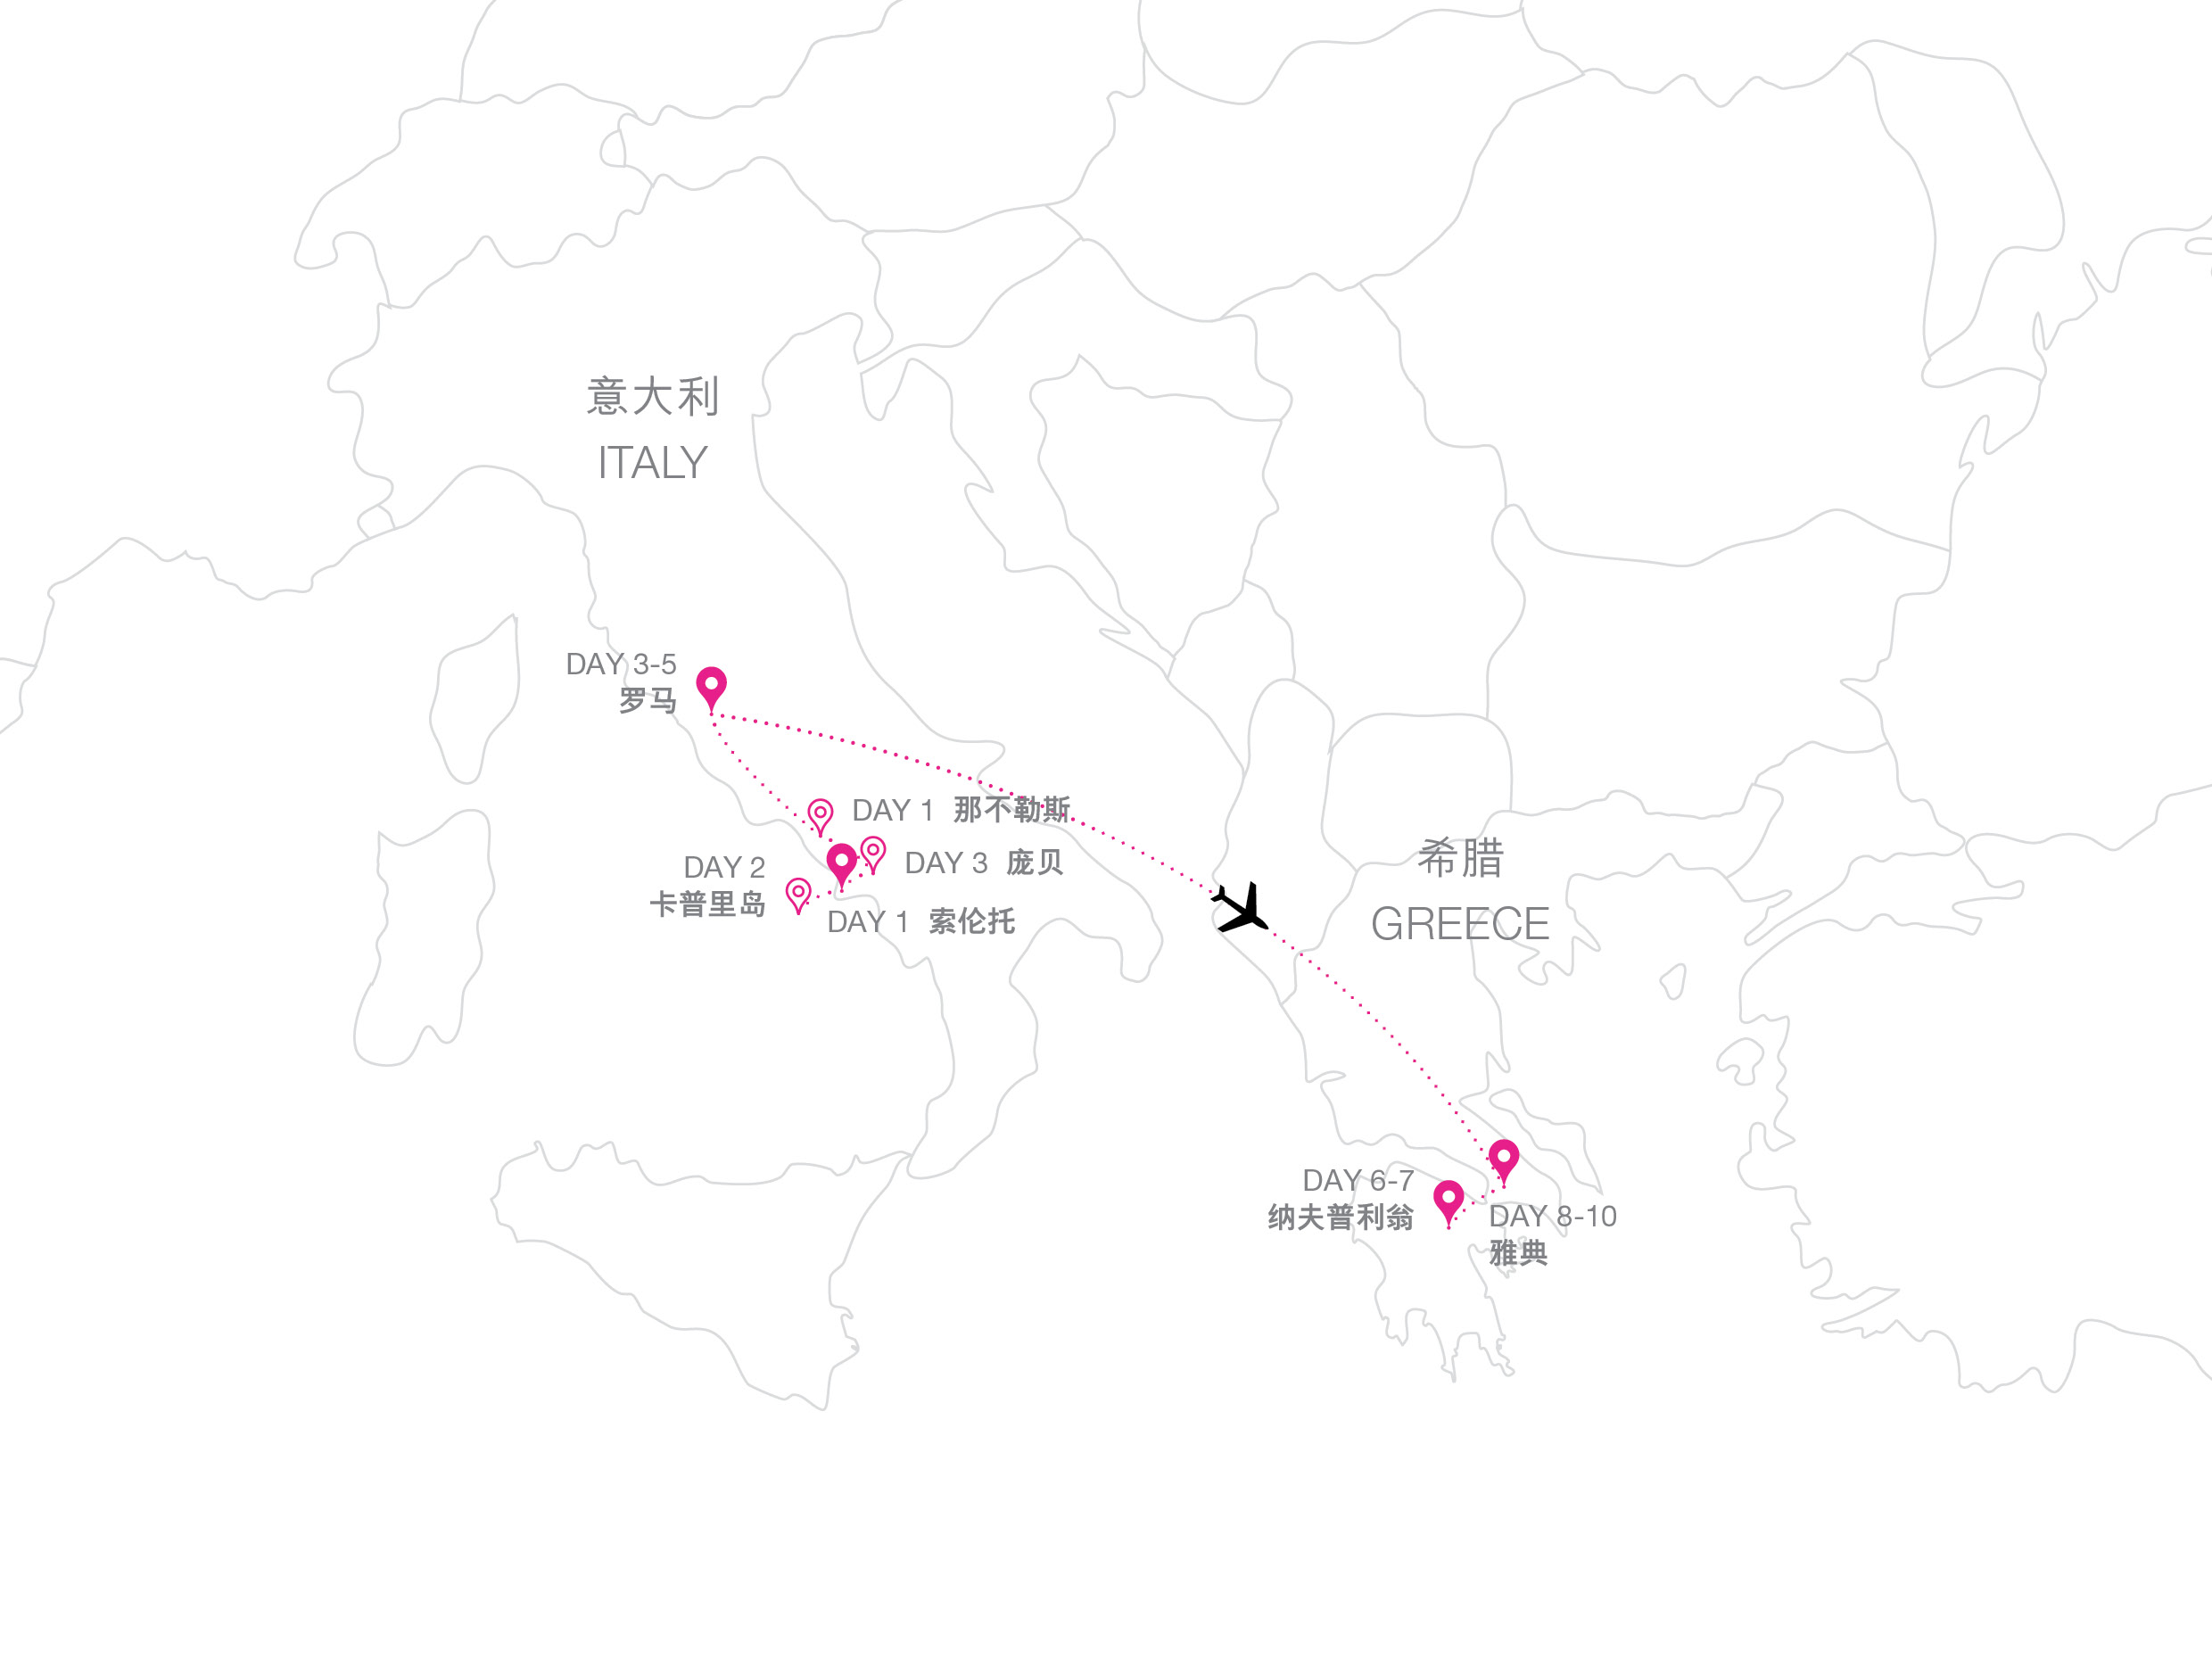 意大利
ITALY
DAY 3-5
罗马
DAY 1 那不勒斯
DAY 3 庞贝
DAY 2
卡普里岛
DAY 1 索伦托
希腊
GREECE
DAY 6-7
纳夫普利翁
DAY 8-10
雅典